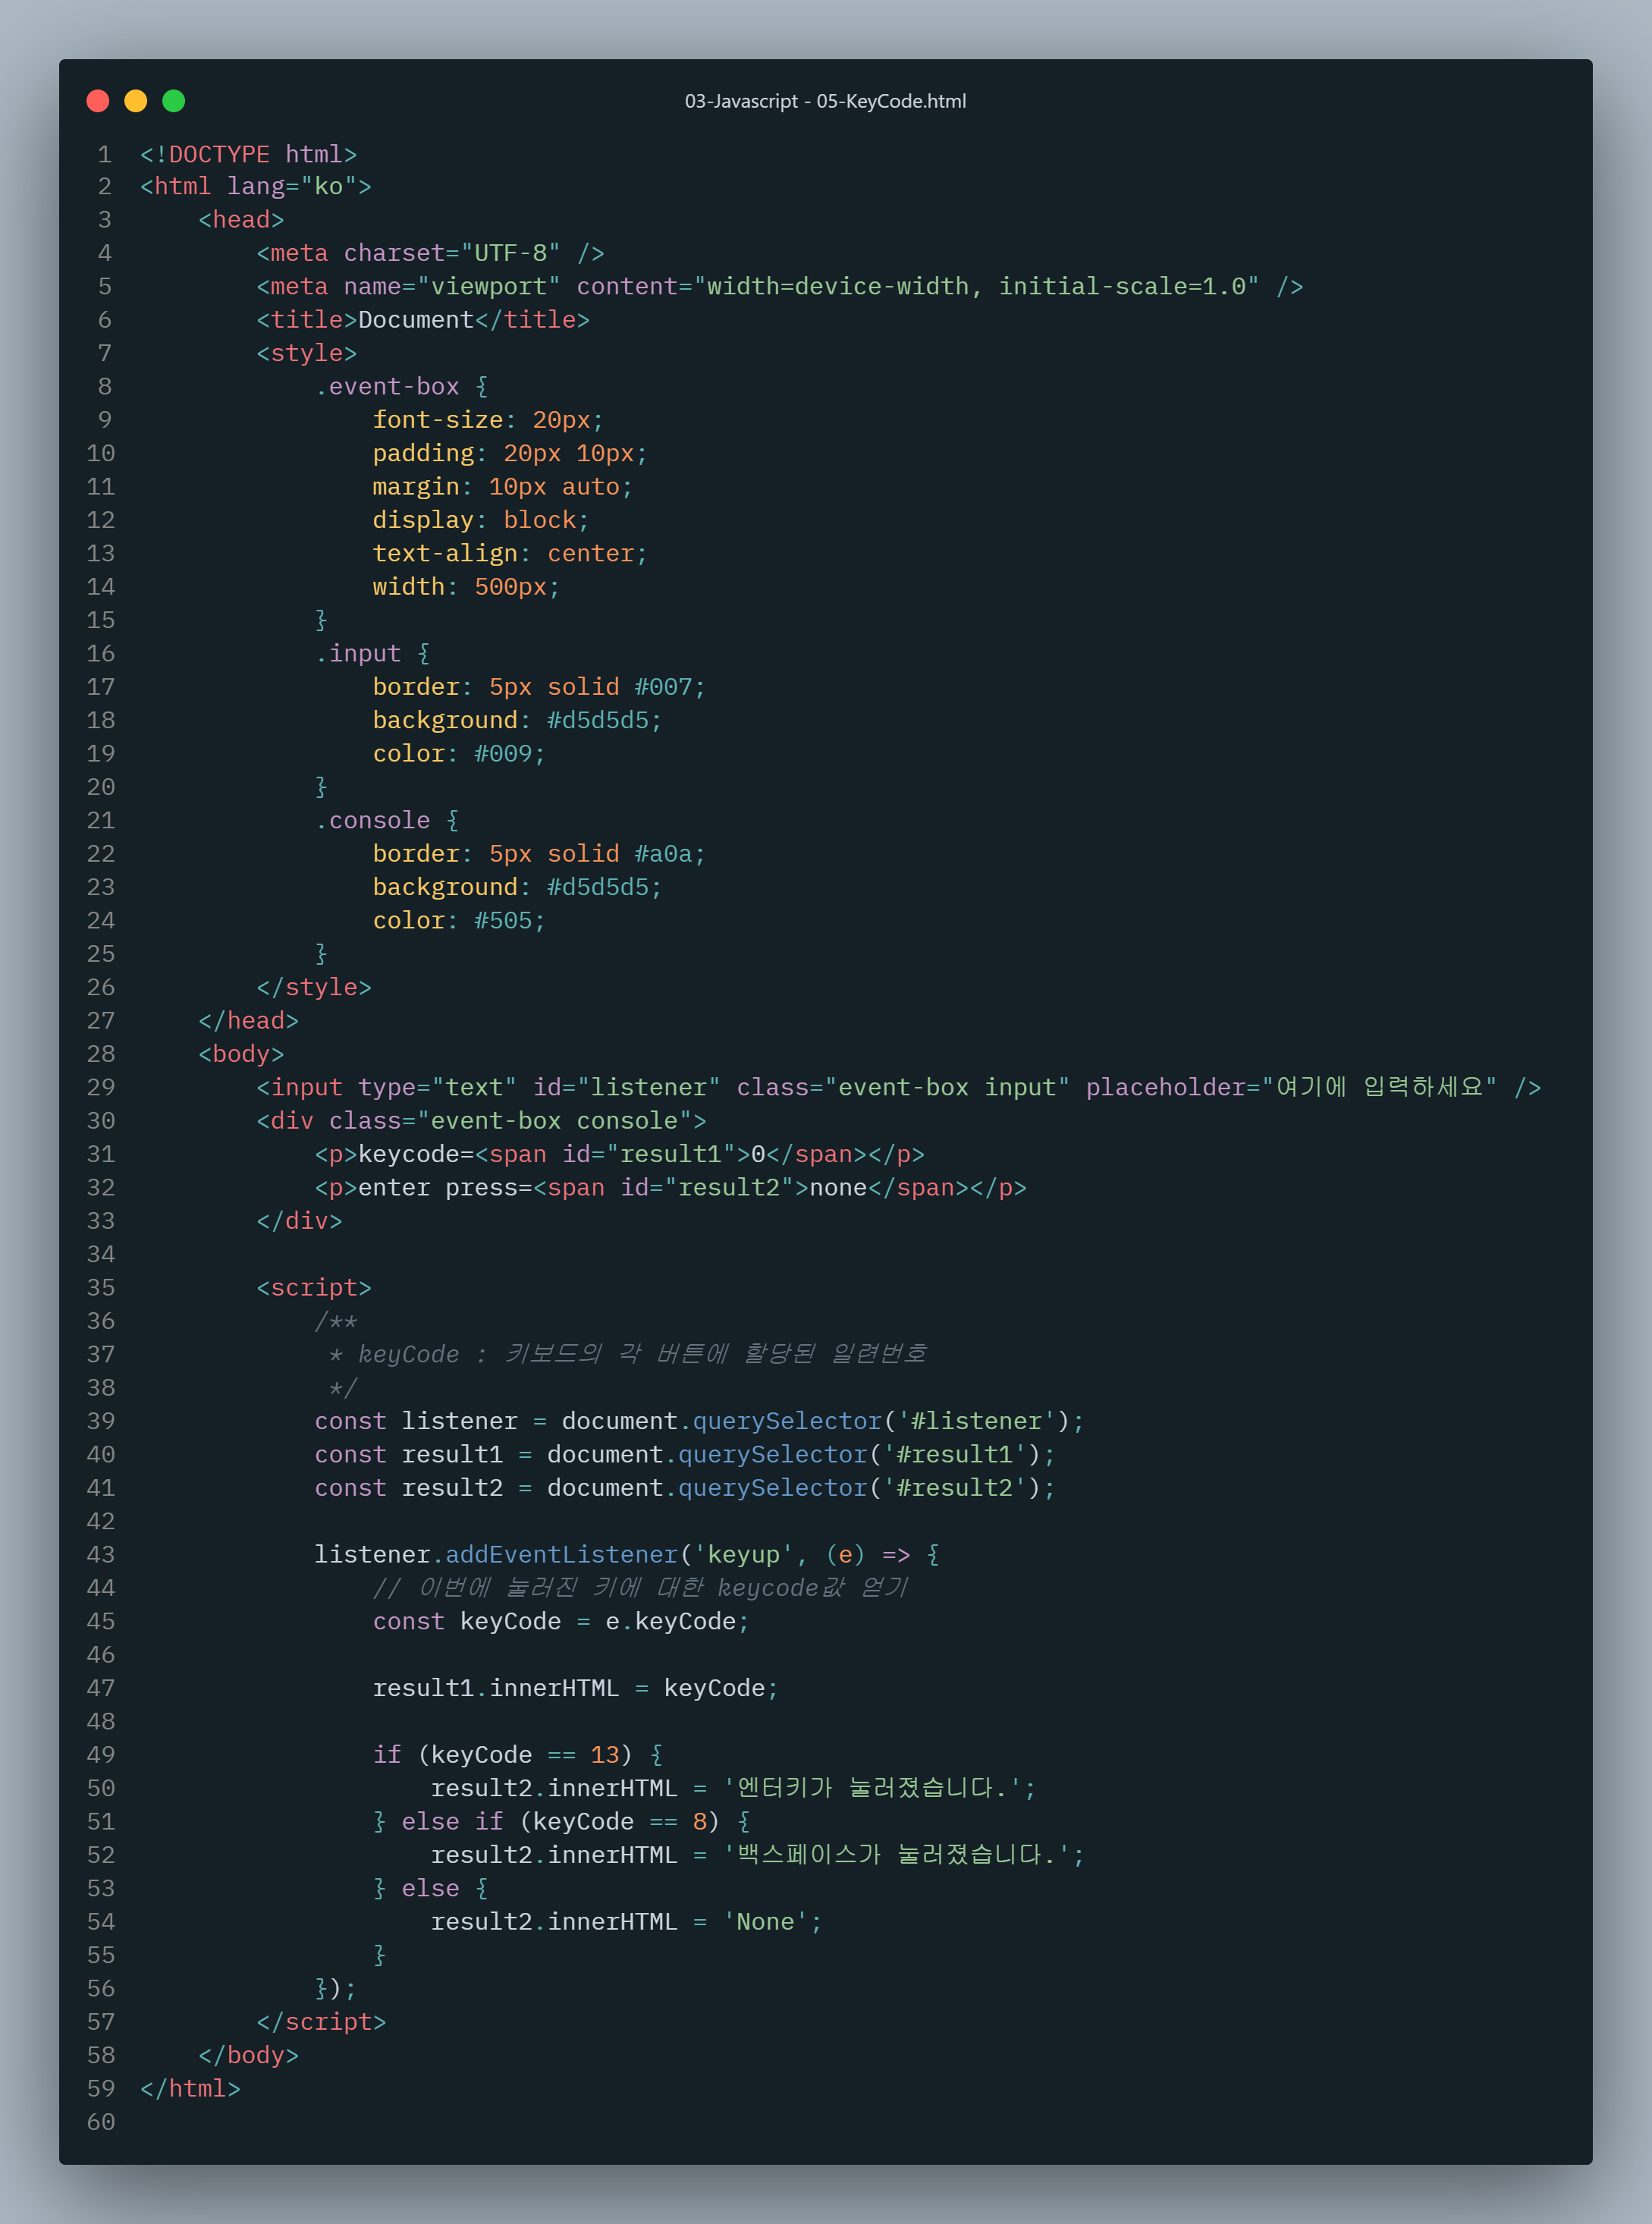 03-Javascript - 05-KeyCode.html
1 <!DOCTYPE html>
2 <html lang="ko">
3     <head>
4         <meta charset="UTF-8" />
5         <meta name="viewport" content="width=device-width, initial-scale=1.0" />
6         <title>Document</title>
7         <style>
8             .event-box {
9                 font-size: 20px;
10                 padding: 20px 10px;
11                 margin: 10px auto;
12                 display: block;
13                 text-align: center;
14                 width: 500px;
15             }
16             .input {
17                 border: 5px solid #007;
18                 background: #d5d5d5;
19                 color: #009;
20             }
21             .console {
22                 border: 5px solid #a0a;
23                 background: #d5d5d5;
24                 color: #505;
25             }
26         </style>
27     </head>
28     <body>
29         <input type="text" id="listener" class="event-box input" placeholder="여기에 입력하세요" />
30         <div class="event-box console">
31             <p>keycode=<span id="result1">0</span></p>
32             <p>enter press=<span id="result2">none</span></p>
33         </div>
34
35         <script>
36             /**
37              * keyCode : 키보드의 각 버튼에 할당된 일련번호
38              */
39             const listener = document.querySelector('#listener');
40             const result1 = document.querySelector('#result1');
41             const result2 = document.querySelector('#result2');
42
43             listener.addEventListener('keyup', (e) => {
44                 // 이번에 눌러진 키에 대한 keycode값 얻기
45                 const keyCode = e.keyCode;
46
47                 result1.innerHTML = keyCode;
48
49                 if (keyCode == 13) {
50                     result2.innerHTML = '엔터키가 눌러졌습니다.';
51                 } else if (keyCode == 8) {
52                     result2.innerHTML = '백스페이스가 눌러졌습니다.';
53                 } else {
54                     result2.innerHTML = 'None';
55                 }
56             });
57         </script>
58     </body>
59 </html>
60